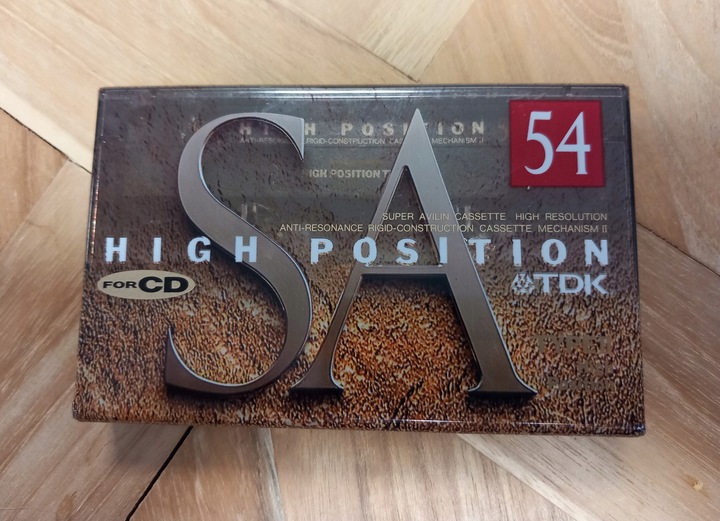 54
HIGH POSITION
SA
SUPER AVILIN CASSETTE HIGH RESOLUTION
ANTI-RESONANCE RIGID-CONSTRUCTION CASSETTE MECHANISM II
HIGH POSITION
FOR CD
TDK